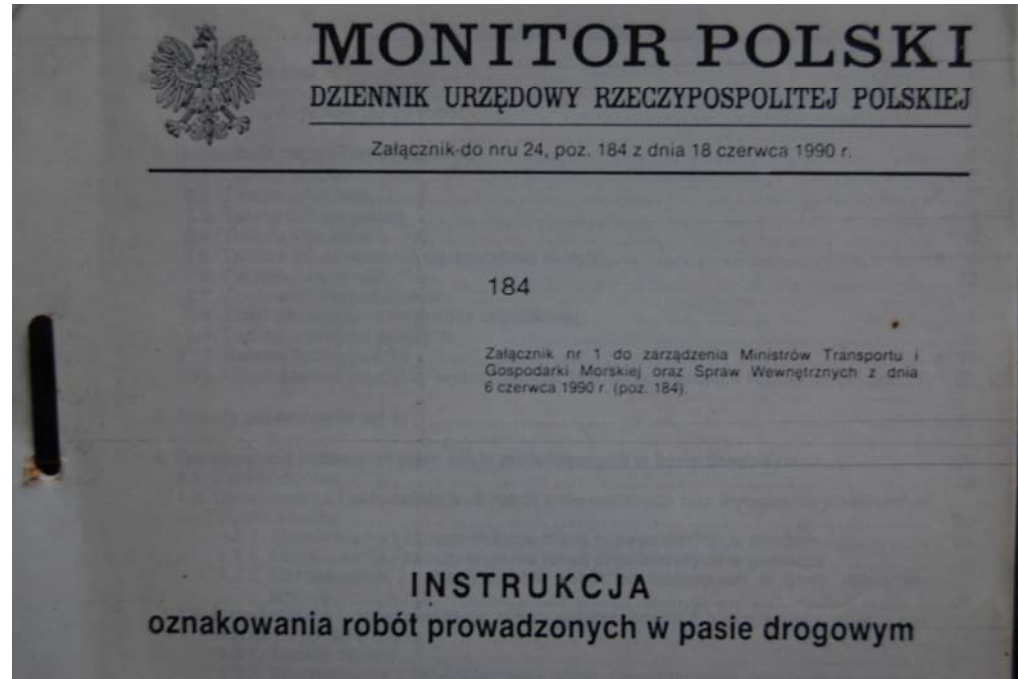 MONITOR POLSKI
DZIENNIK URZĘDOWY RZECZYPOSPOLITEJ POLSKIEJ
Załącznik do nru 24, poz. 184 z dnia 18 czerwca 1990 r.
184
Załącznik nr 1 do zarządzenia Ministrów Transportu i
Gospodarki Morskiej oraz Spraw Wewnętrznych z dnia
6 czerwca 1990 r. (poz. 184).
INSTRUKCJA
oznakowania robót prowadzonych w pasie drogowym